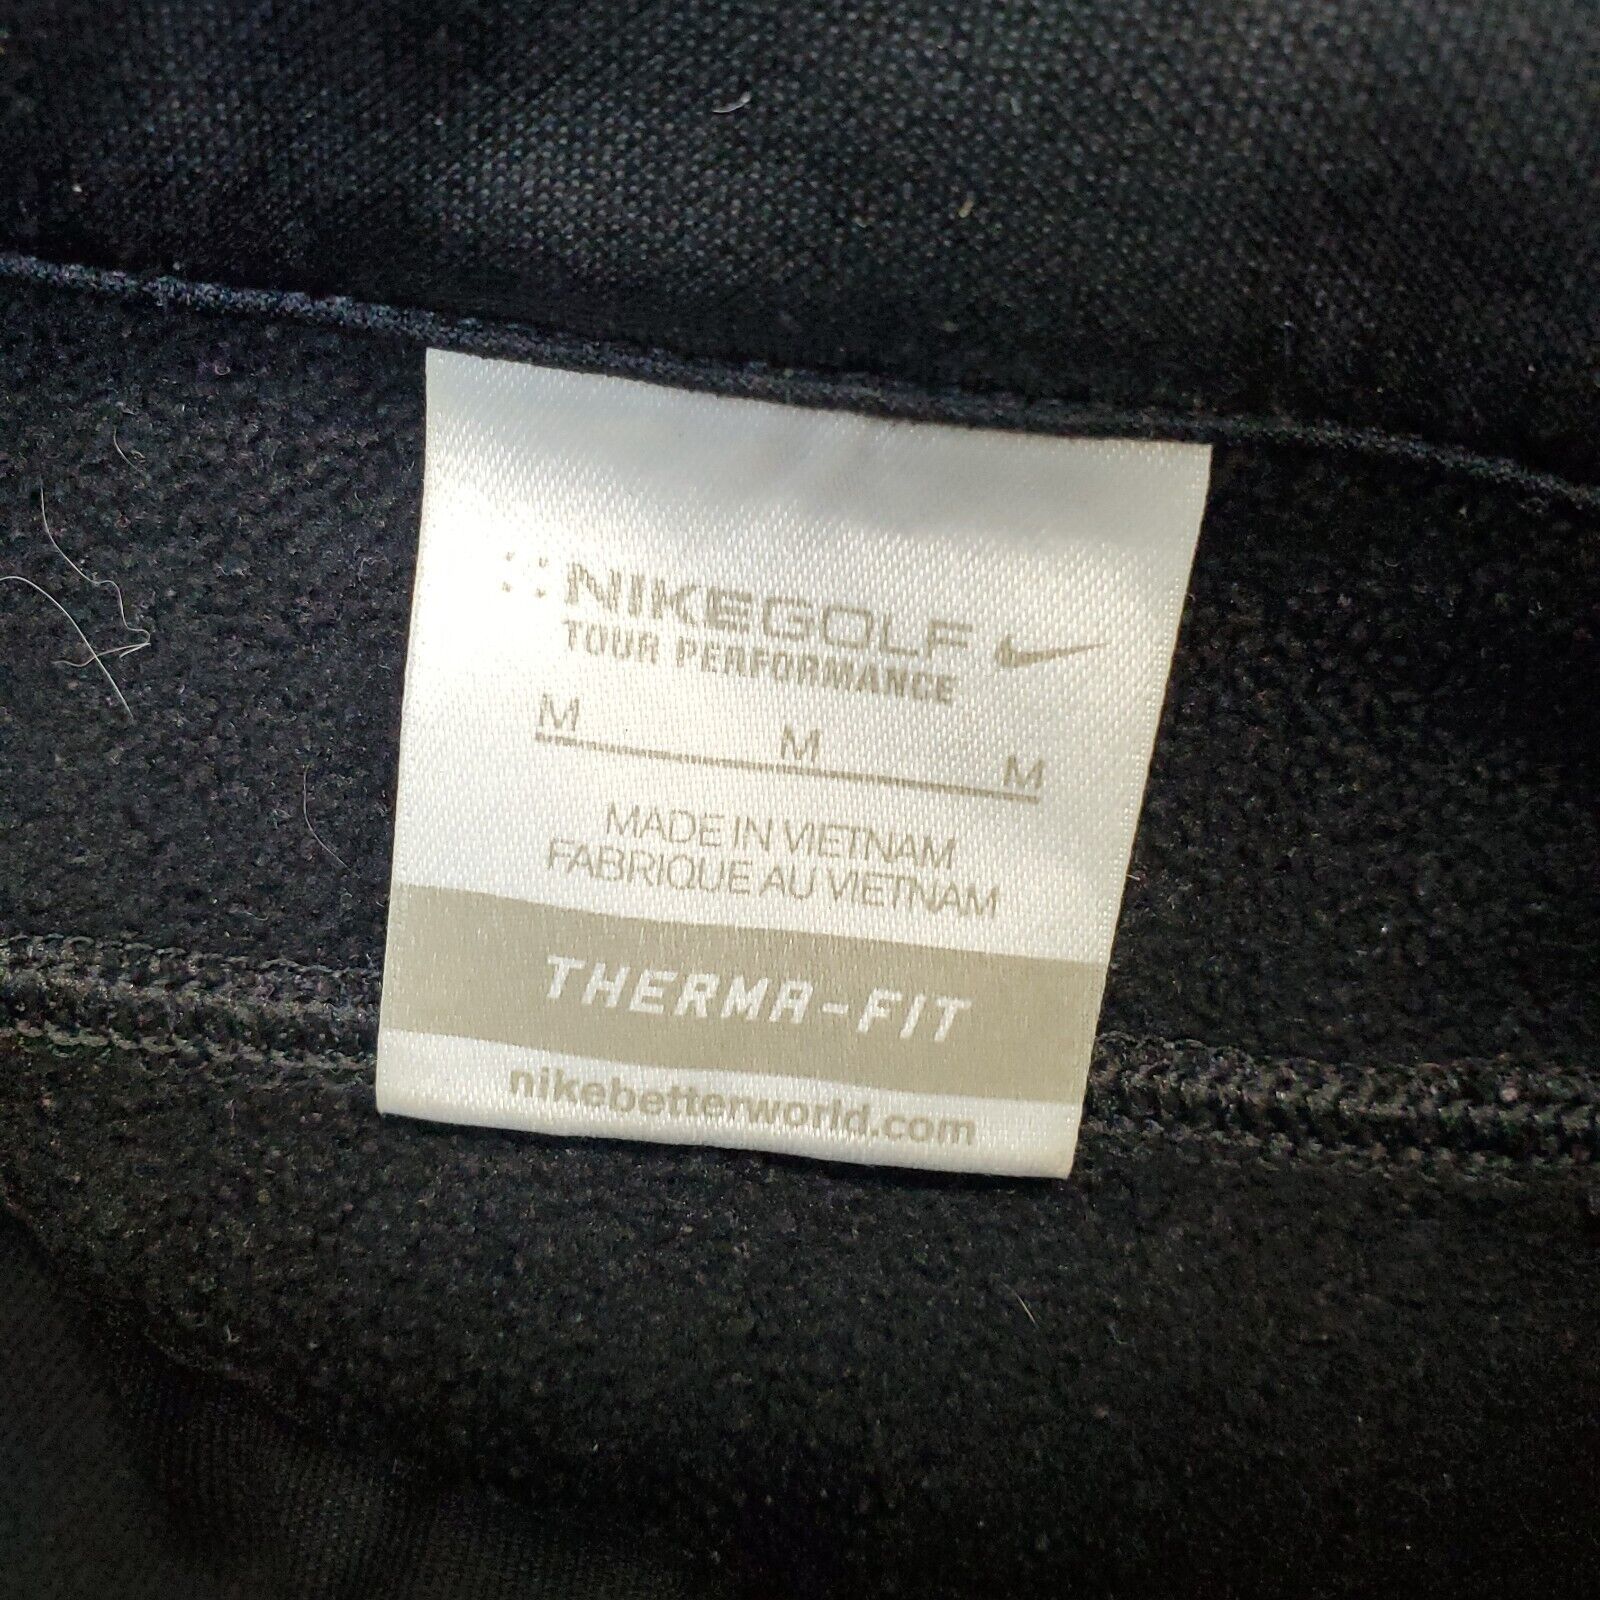 NIKEGOLF
TOUR PERFORMANCE
M M M
MADE IN VIETNAM
FABRIQUE AU VIETNAM
THERMA-FIT
nikebetterworld.com